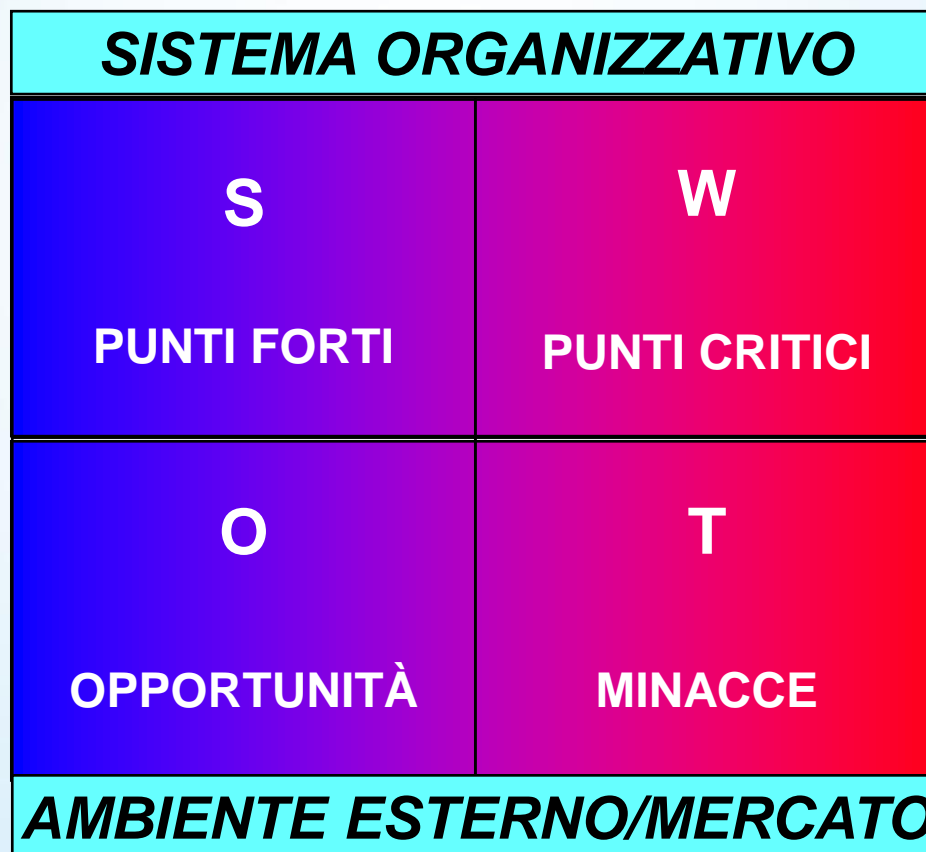 SISTEMA ORGANIZZATIVO
S
W
PUNTI FORTI
PUNTI CRITICI
O
T
OPPORTUNITÀ
MINACCE
AMBIENTE ESTERNO/MERCATO